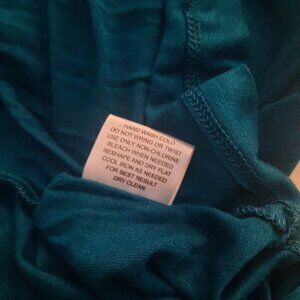 HAND WASH COLD
DO NOT WRING OR TWIST
USE ONLY NON-CHLORINE
BLEACH WHEN NEEDED
RESHAPE AND DRY FLAT
COOL IRON AS NEEDED
FOR BEST RESULT
DRY CLEAN